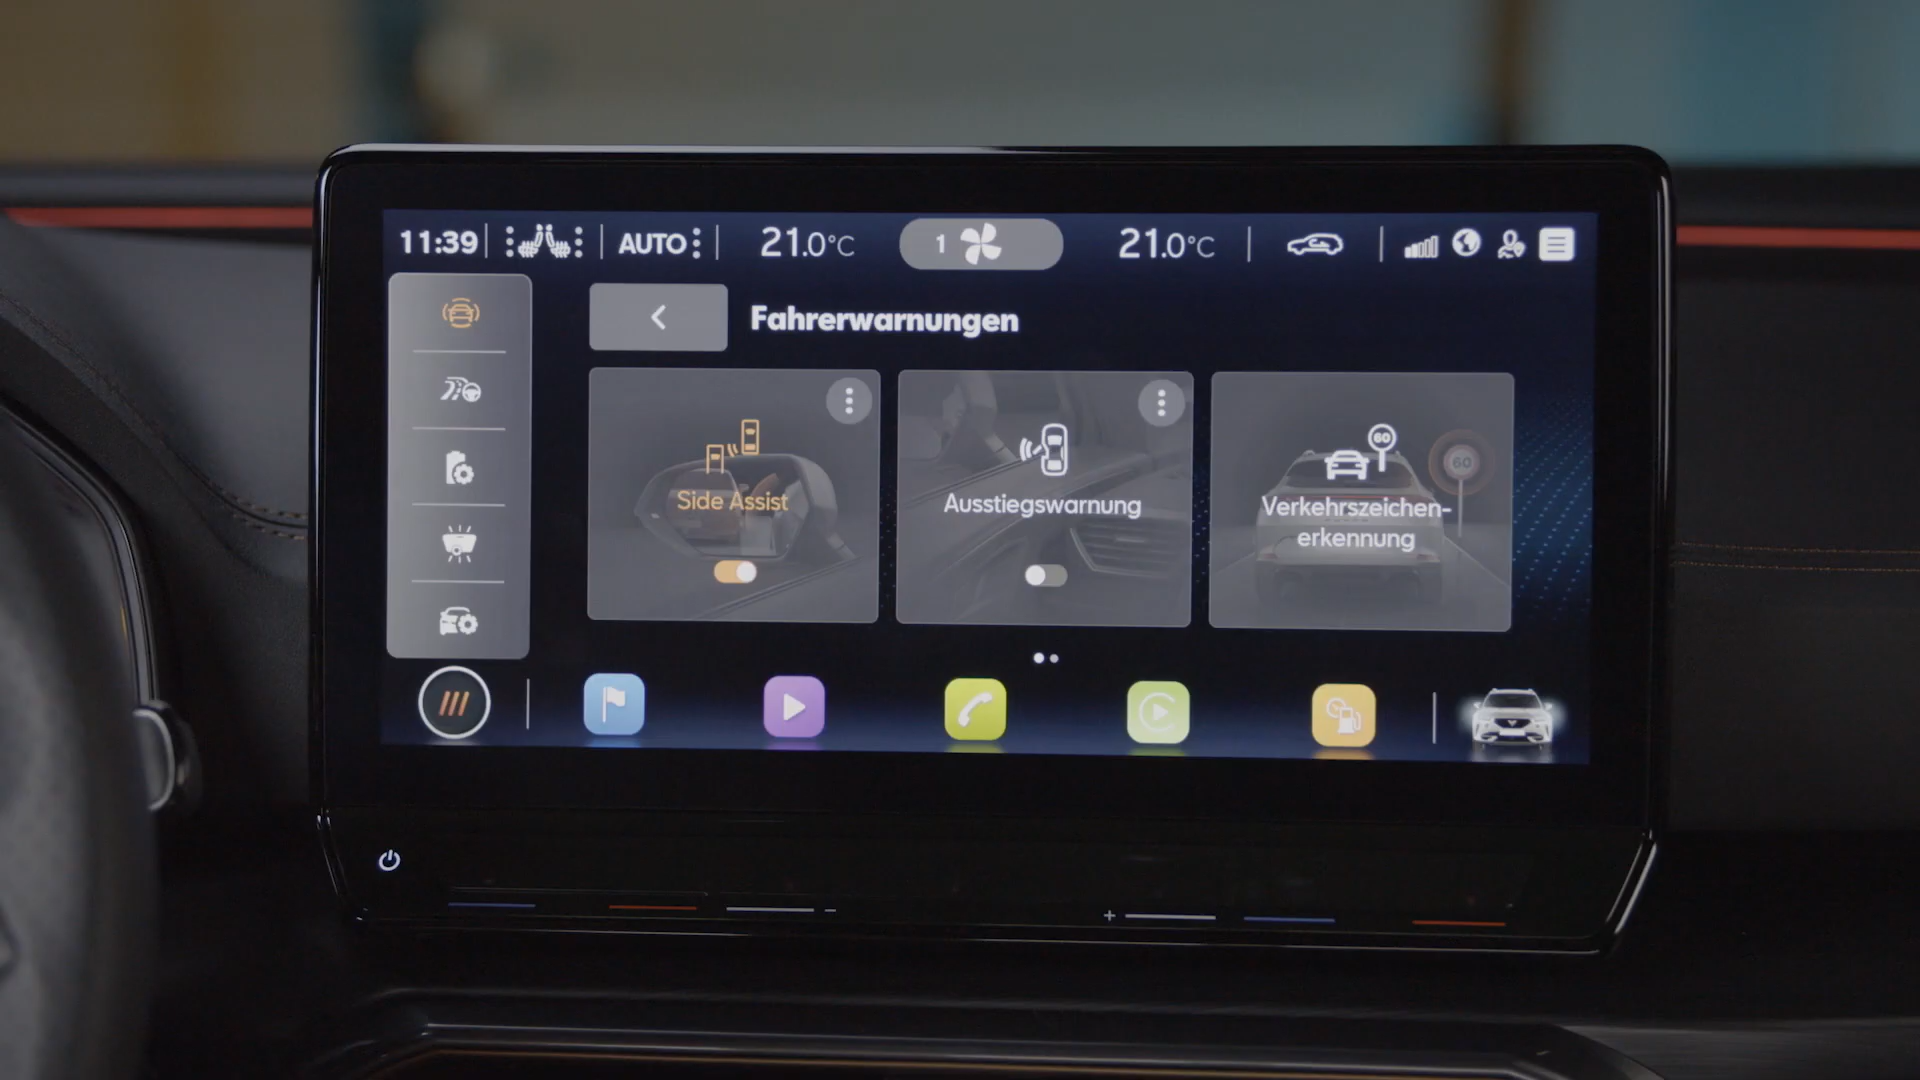 11:39 AUTO 21.0°C 1 21.0°C
Fahrerwarnungen
60
60
Side Assist
Ausstiegswarnung
Verkehrszeichen-
erkennung
- +